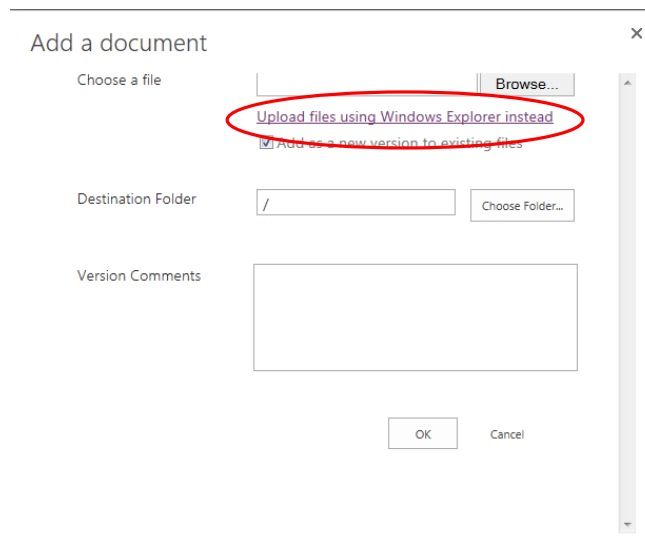 Add a document
Choose a file
Browse...
Upload files using Windows Explorer instead
Add as a new version to existing files
Destination Folder
/
Choose Folder...
Version Comments
OK
Cancel